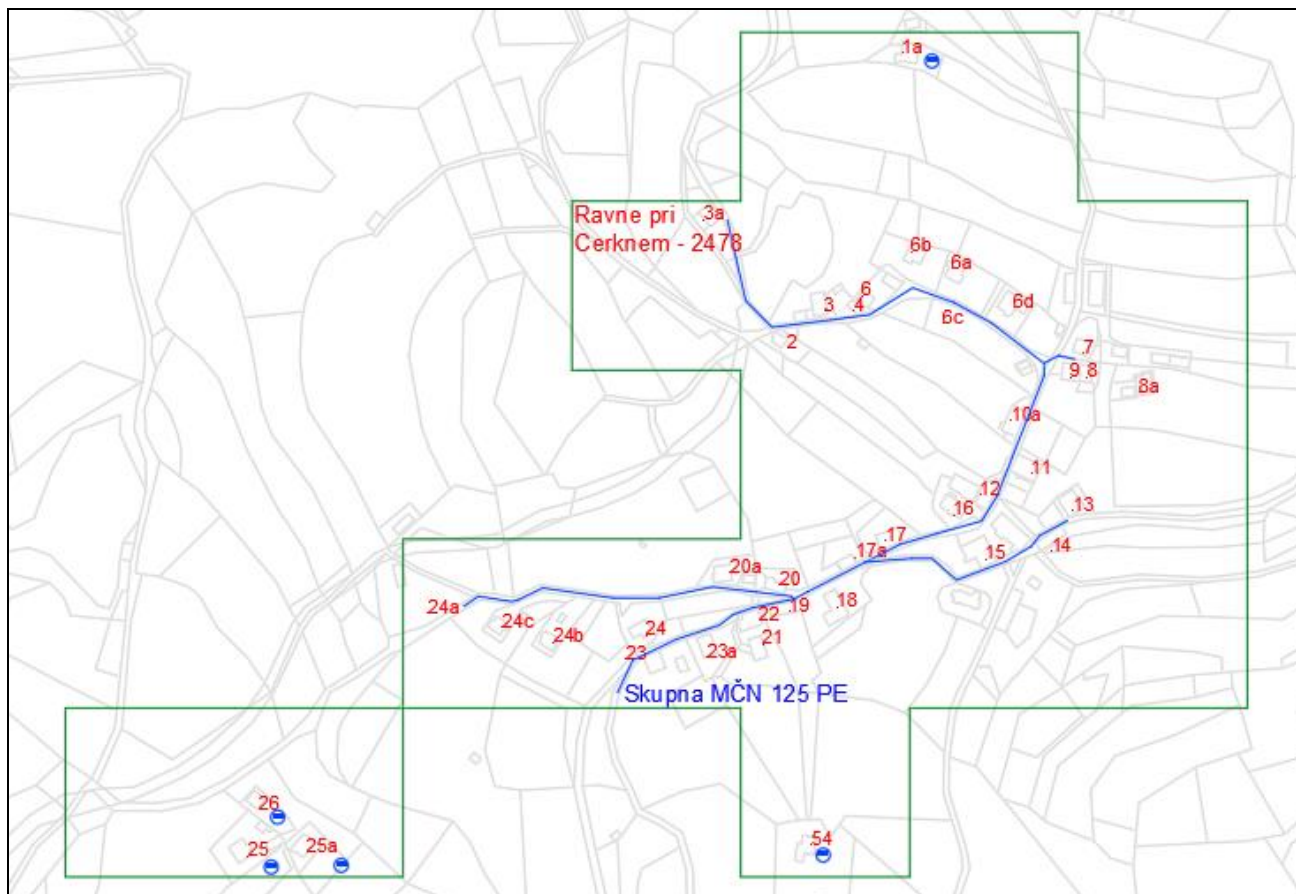 .1a
.3a
Ravne pri
Cerknem - 2478
.6b
.6a
.6
.3
.4
.6d
.6c
.2
.7
.9
.8
.8a
.10a
.11
.12
.16
.13
.17
.14
.17a
.15
.20a
.20
.24a
.24c
.19
.18
.22
.24b
.24
.21
.23
.23a
Skupna MČN 125 PE
.26
.25
.25a
.54